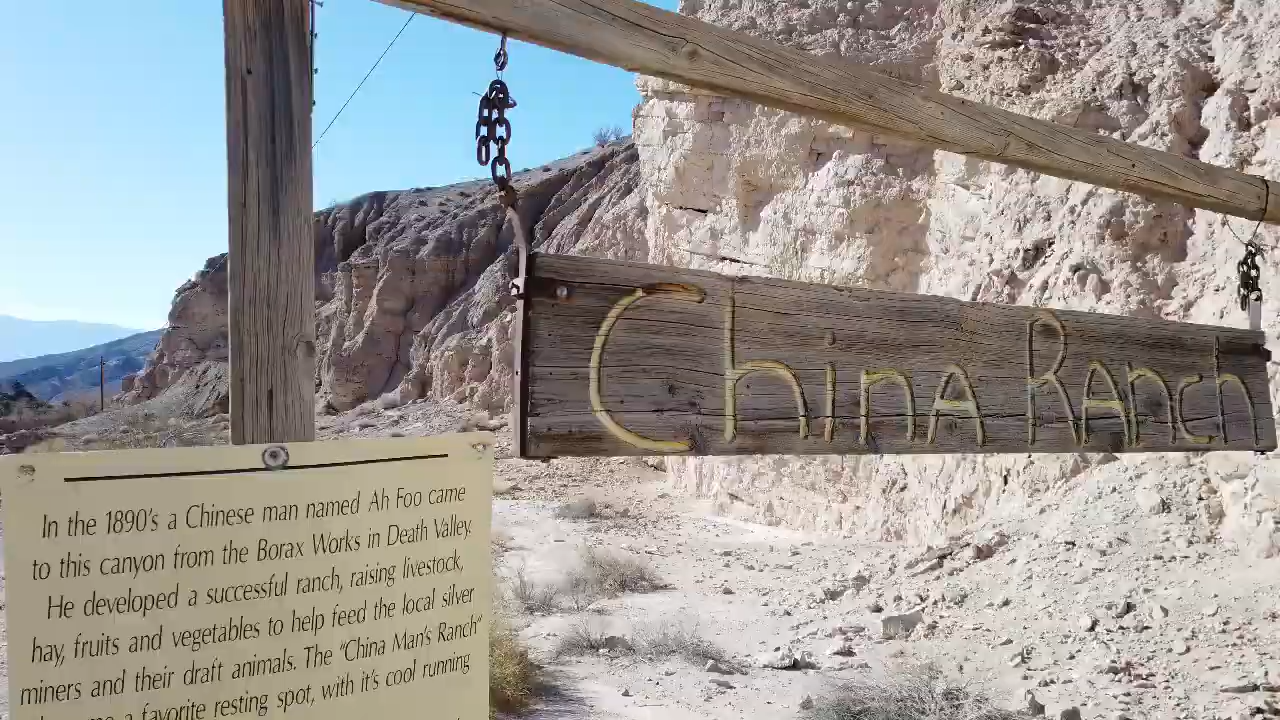 China Ranch
In the 1890's a Chinese man named Ah Foo came
to this canyon from the Borax Works in Death Valley.
He developed a successful ranch, raising livestock,
hay, fruits and vegetables to help feed the local silver
miners and their draft animals. The "China Man's Ranch"
a favorite resting spot, with it's cool running